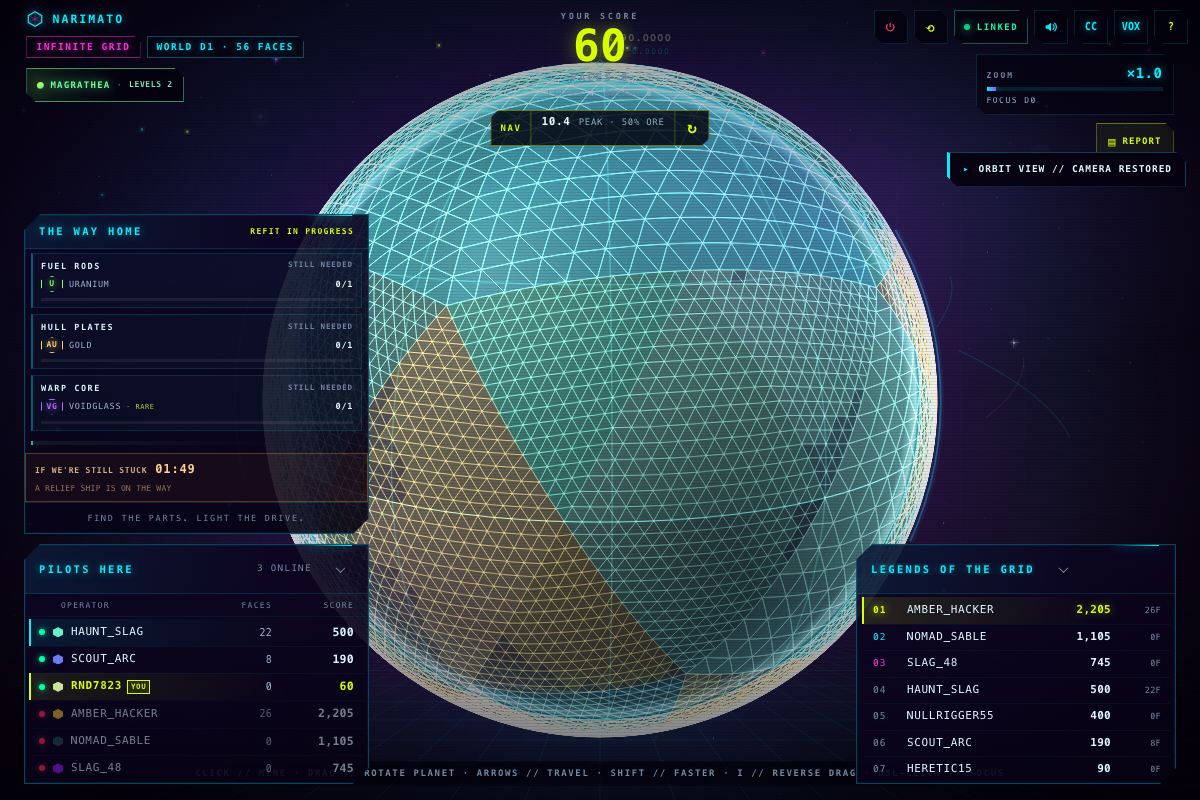 NARIMATO
INFINITE GRID
WORLD D1 · 56 FACES
MAGRATHEA · LEVELS 2
YOUR SCORE
60
NAV
10.4 PEAK · 50% ORE
↻
LINKED
CC
VOX
?
ZOOM
×1.0
FOCUS D0
REPORT
▸ ORBIT VIEW // CAMERA RESTORED
THE WAY HOME
REFIT IN PROGRESS
FUEL RODS
STILL NEEDED
U URANIUM
0/1
HULL PLATES
STILL NEEDED
AU GOLD
0/1
WARP CORE
STILL NEEDED
VG VOIDGLASS · RARE
0/1
IF WE'RE STILL STUCK 01:49
A RELIEF SHIP IS ON THE WAY
FIND THE PARTS. LIGHT THE DRIVE.
PILOTS HERE
3 ONLINE
OPERATOR FACES SCORE
HAUNT_SLAG 22 500
SCOUT_ARC 8 190
RND7823 YOU 0 60
AMBER_HACKER 26 2,205
NOMAD_SABLE 0 1,105
SLAG_48 0 745
LEGENDS OF THE GRID
01 AMBER_HACKER 2,205 26F
02 NOMAD_SABLE 1,105 0F
03 SLAG_48 745 0F
04 HAUNT_SLAG 500 22F
05 NULLRIGGER55 400 0F
06 SCOUT_ARC 190 8F
07 HERETIC15 90 0F
CLICK // MINE · DRAG // ROTATE PLANET · ARROWS // TRAVEL · SHIFT // FASTER · I // REVERSE DRAG